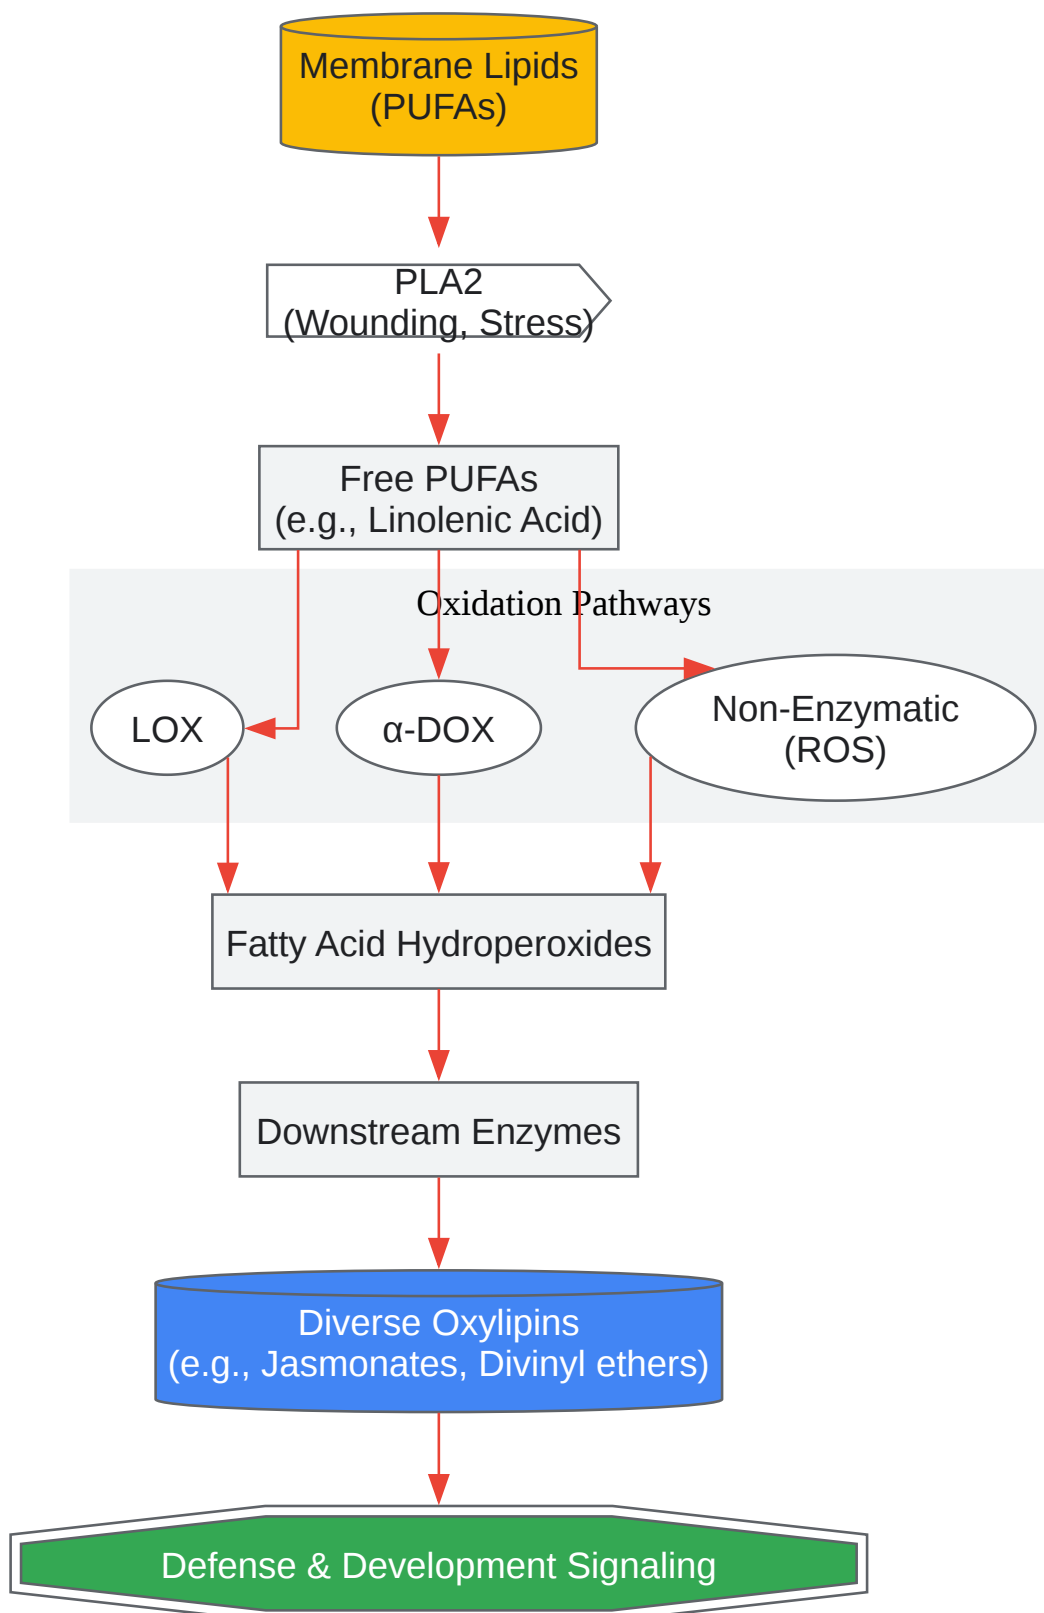 Membrane Lipids
(PUFAs)
PLA2
(Wounding, Stress)
Free PUFAs
(e.g., Linolenic Acid)
Oxidation Pathways
LOX
α-DOX
Non-Enzymatic
(ROS)
Fatty Acid Hydroperoxides
Downstream Enzymes
Diverse Oxylipins
(e.g., Jasmonates, Divinyl ethers)
Defense & Development Signaling